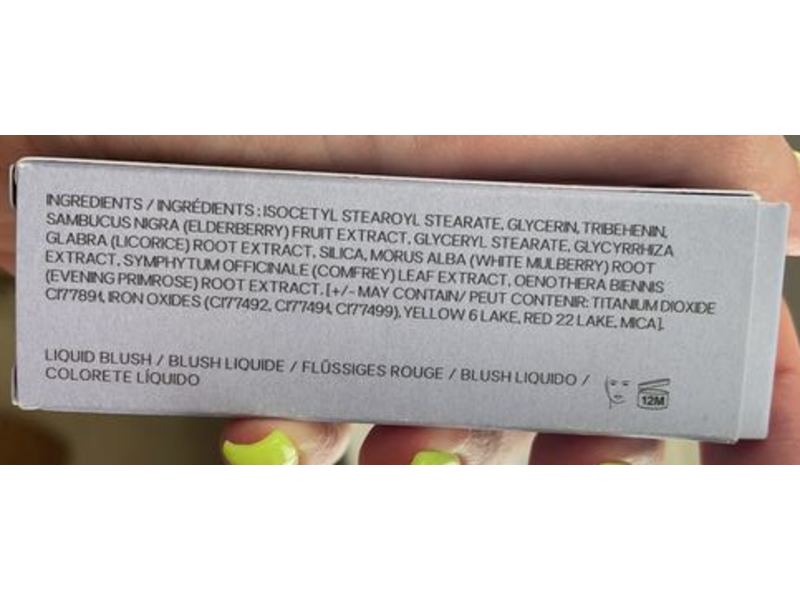 INGREDIENTS / INGRÉDIENTS : ISOCETYL STEAROYL STEARATE, GLYCERIN, TRIBEHENIN,
SAMBUCUS NIGRA (ELDERBERRY) FRUIT EXTRACT, GLYCERYL STEARATE, GLYCYRRHIZA
GLABRA (LICORICE) ROOT EXTRACT, SILICA, MORUS ALBA (WHITE MULBERRY) ROOT
EXTRACT, SYMPHYTUM OFFICINALE (COMFREY) LEAF EXTRACT, OENOTHERA BIENNIS
(EVENING PRIMROSE) ROOT EXTRACT. [+/- MAY CONTAIN/ PEUT CONTENIR: TITANIUM DIOXIDE
CI77891, IRON OXIDES (CI77492, CI77491, CI77499), YELLOW 6 LAKE, RED 22 LAKE, MICA].
LIQUID BLUSH / BLUSH LIQUIDE / FLÜSSIGES ROUGE / BLUSH LIQUIDO /
COLORETE LÍQUIDO
12M